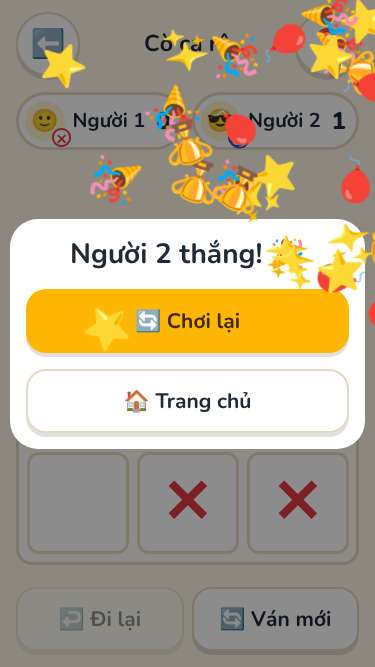 Người 1
Người 2 1
Người 2 thắng!
Chơi lại
Trang chủ
Đi lại
Ván mới